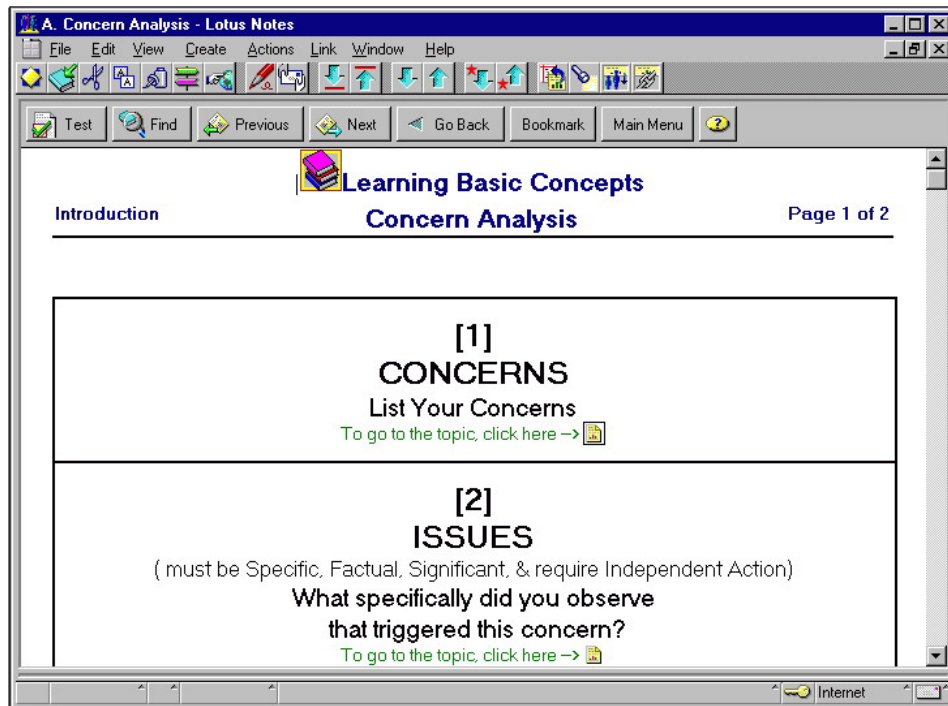 A. Concern Analysis - Lotus Notes
File Edit View Create Actions Link Window Help
Test Find Previous Next Go Back Bookmark Main Menu ?
Learning Basic Concepts
Introduction Concern Analysis Page 1 of 2
[1]
CONCERNS
List Your Concerns
To go to the topic, click here -->
[2]
ISSUES
( must be Specific, Factual, Significant, & require Independent Action)
What specifically did you observe
that triggered this concern?
To go to the topic, click here -->
Internet